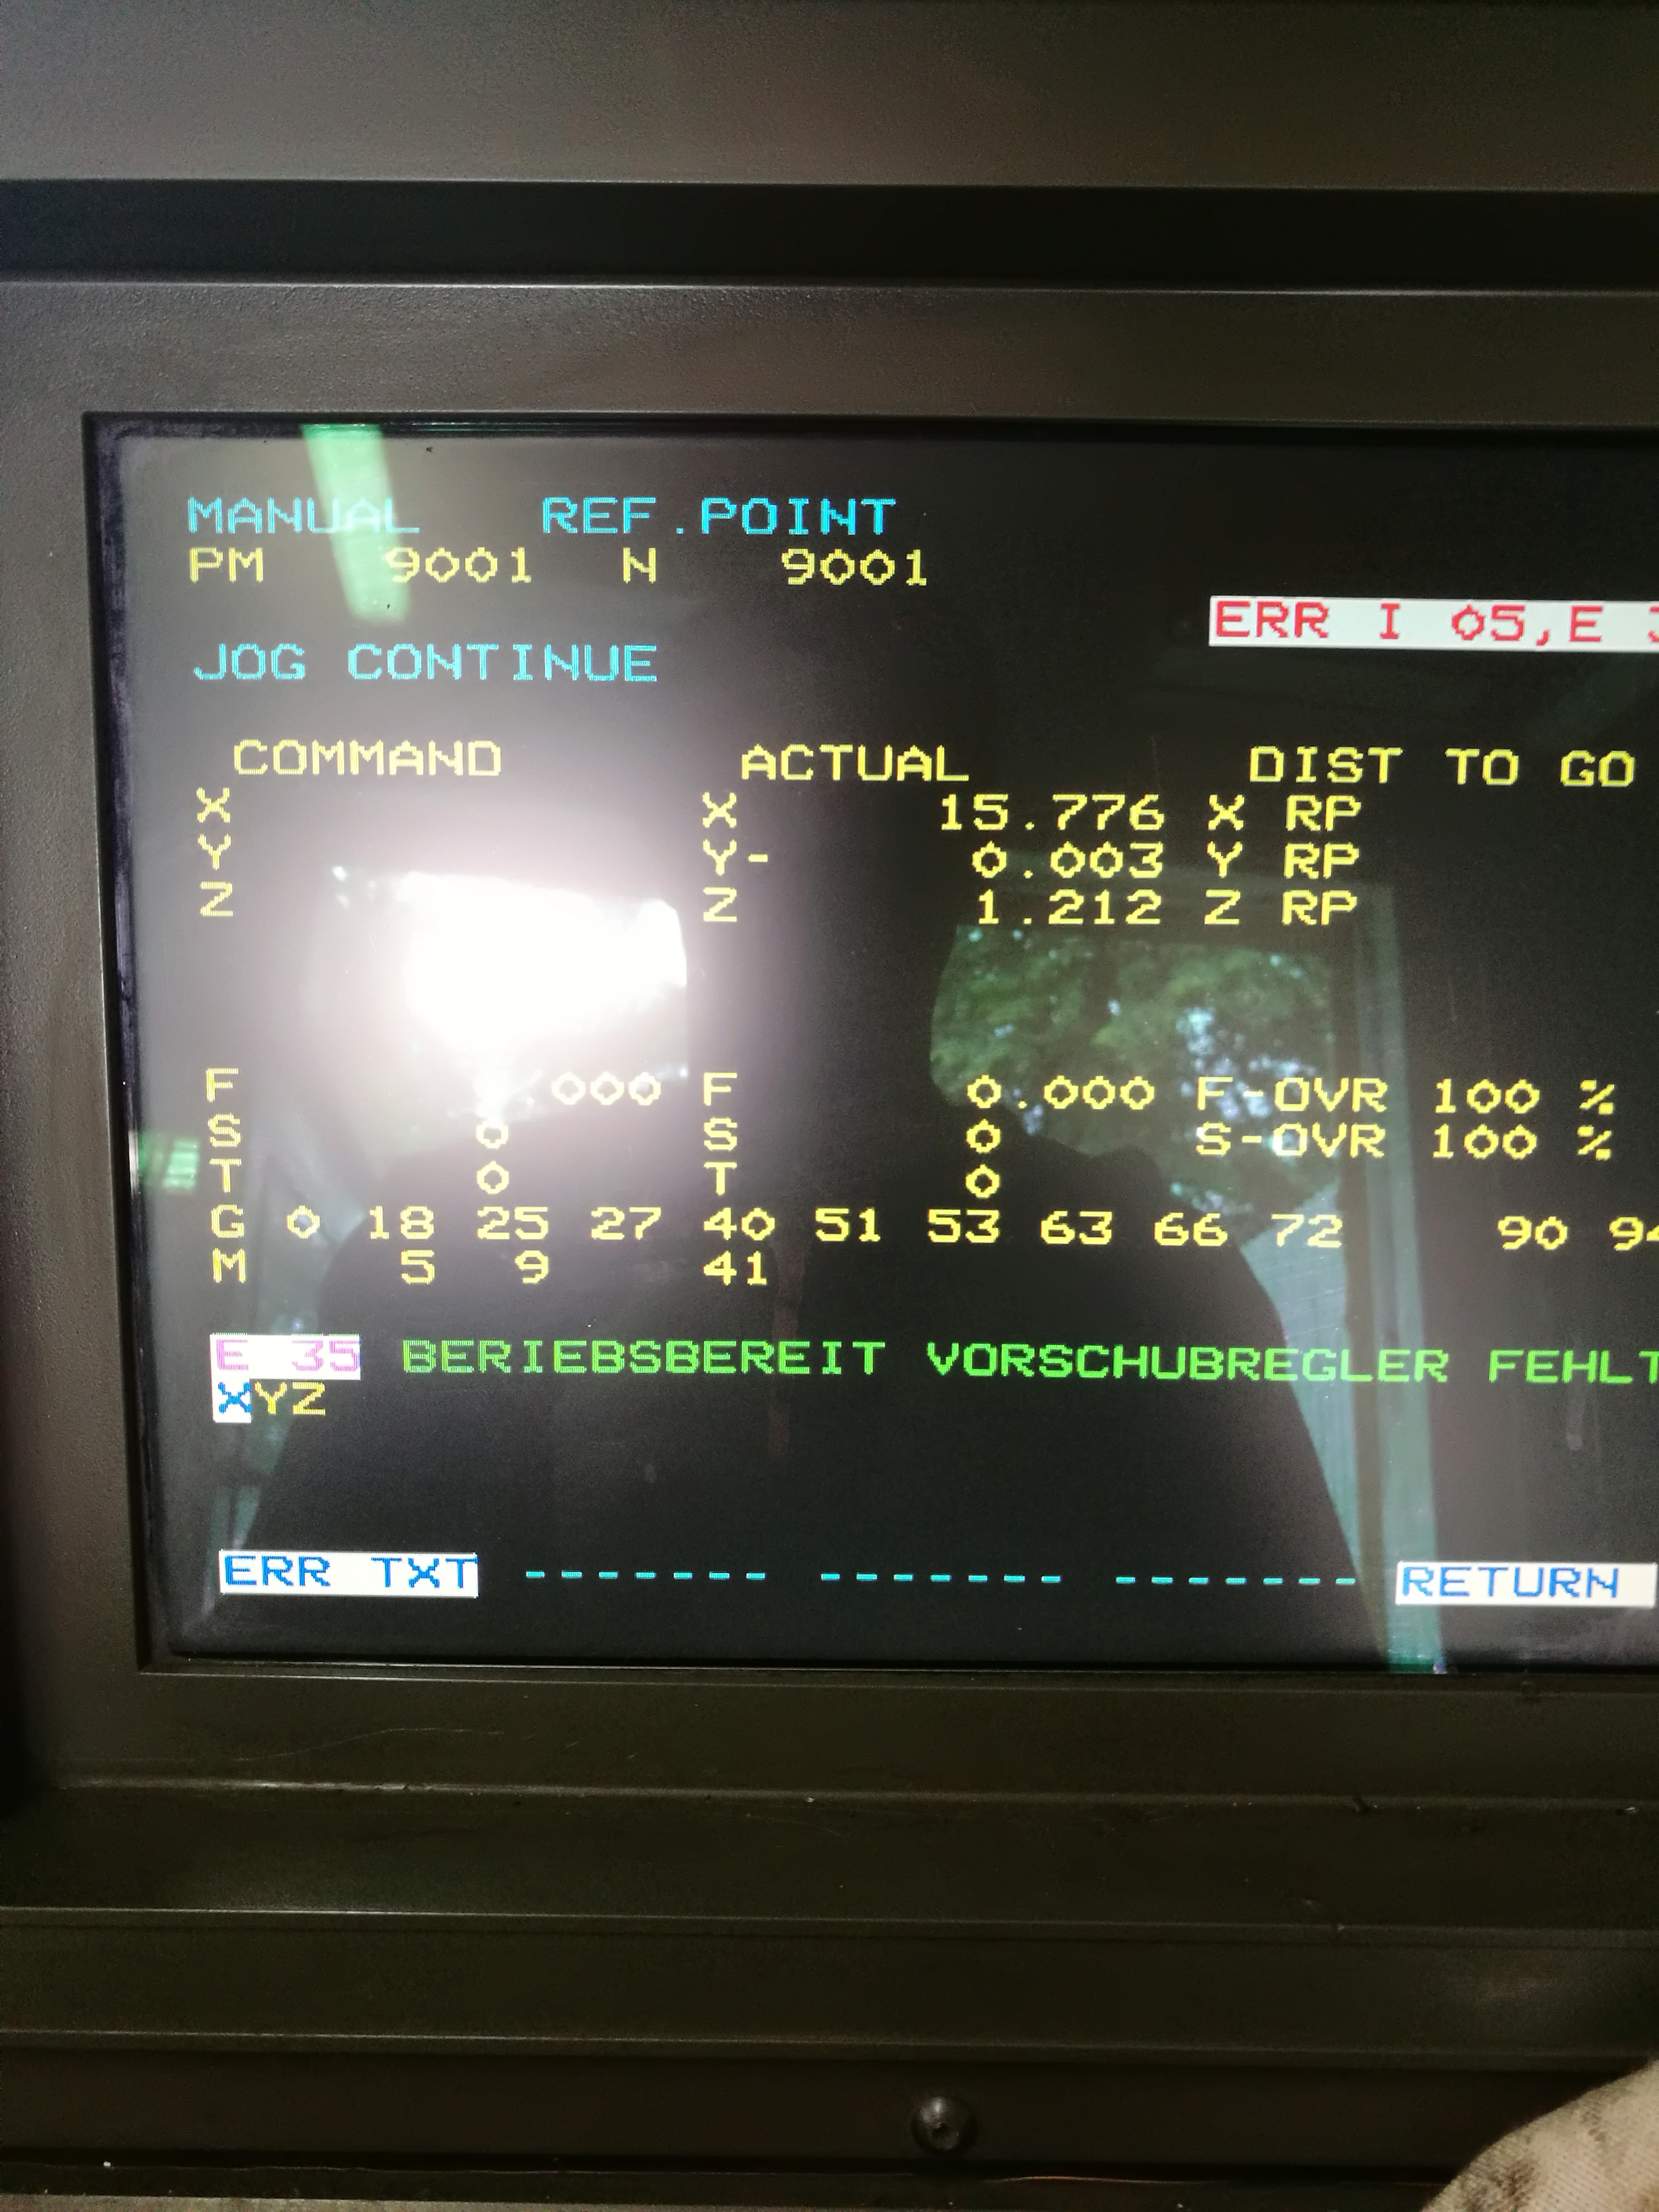 MANUAL REF.POINT
PM 9001 N 9001
ERR I 05,E
JOG CONTINUE
COMMAND ACTUAL DIST TO GO
X X 15.776 X RP
Y Y- 0.003 Y RP
Z Z 1.212 Z RP
F 000 F 0.000 F-OVR 100 %
S 0 S 0 S-OVR 100 %
T 0 T 0
G 0 18 25 27 40 51 53 63 66 72 90
M 5 9 41
E 35 BERIEBSBEREIT VORSCHUBREGLER FEHLT
XYZ
ERR TXT ------- ------- ------- RETURN